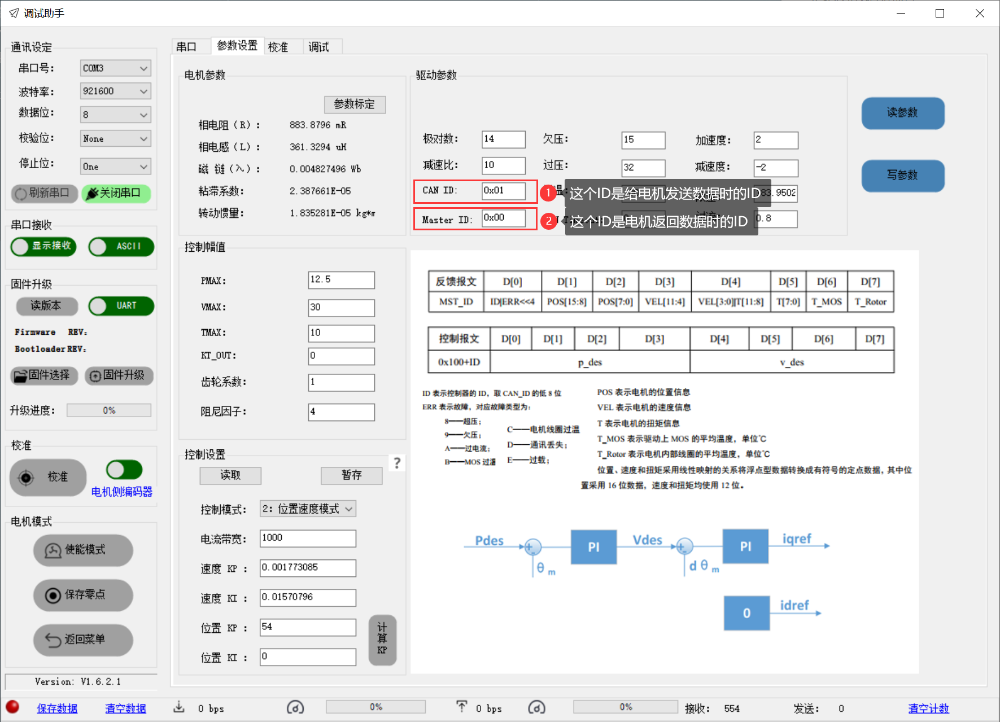 调试助手
通讯设定
串口号： COM3
波特率： 921600
数据位： 8
校验位： None
停止位： One
刷新串口 关闭串口
串口接收
显示接收 ASCII
固件升级
读版本 UART
Firmware REV:
Bootloader REV:
固件选择 固件升级
升级进度： 0%
校准
校准
电机侧编码器
电机模式
使能模式
保存零点
返回菜单
Version: V1.6.2.1
串口 参数设置 校准 调试
电机参数
参数标定
相电阻（R）： 883.8796 mR
相电感（L）： 361.3294 uH
磁 链（λ）： 0.004827496 Wb
粘滞系数： 2.387661E-05
转动惯量： 1.835281E-05 kg*m
控制幅值
PMAX: 12.5
VMAX: 30
TMAX: 10
KT_OUT: 0
齿轮系数： 1
阻尼因子： 4
控制设置
?
读取 暂存
控制模式： 2: 位置速度模式
电流带宽： 1000
速度 KP ： 0.001773085
速度 KI ： 0.01570796
位置 KP ： 54
位置 KI ： 0
计
算
KP
驱动参数
极对数： 14 欠压： 15 加速度： 2
减速比： 10 过压： 32 减速度： -2
CAN ID: 0x01 1 温 这个ID是给电机发送数据时的ID 83.9502
Master ID: 0x00 2 这个ID是电机返回数据时的ID 0.8
读参数
写参数
反馈报文 D[0] D[1] D[2] D[3] D[4] D[5] D[6] D[7]
MST_ID ID|ERR<<4 POS[15:8] POS[7:0] VEL[11:4] VEL[3:0]|T[11:8] T[7:0] T_MOS T_Rotor
控制报文 D[0] D[1] D[2] D[3] D[4] D[5] D[6] D[7]
0x100+ID p_des v_des
ID 表示控制器的 ID，取 CAN_ID 的低 8 位
ERR 表示故障，对应故障类型为：
8——超压；
9——欠压；
A——过电流；
B——MOS 过温
C——电机线圈过温
D——通讯丢失；
E——过载；
POS 表示电机的位置信息
VEL 表示电机的速度信息
T 表示电机的扭矩信息
T_MOS 表示驱动上 MOS 的平均温度，单位℃
T_Rotor 表示电机内部线圈的平均温度，单位℃
位置、速度和扭矩采用线性映射的关系将浮点型数据转换成有符号的定点数据，其中位
置采用 16 位数据，速度和扭矩均使用 12 位。
Pdes + - θm PI Vdes + - dθm PI iqref
0 idref
保存数据 清空数据 0 bps 0% 0 bps 0% 接收： 554 发送： 0 清空计数